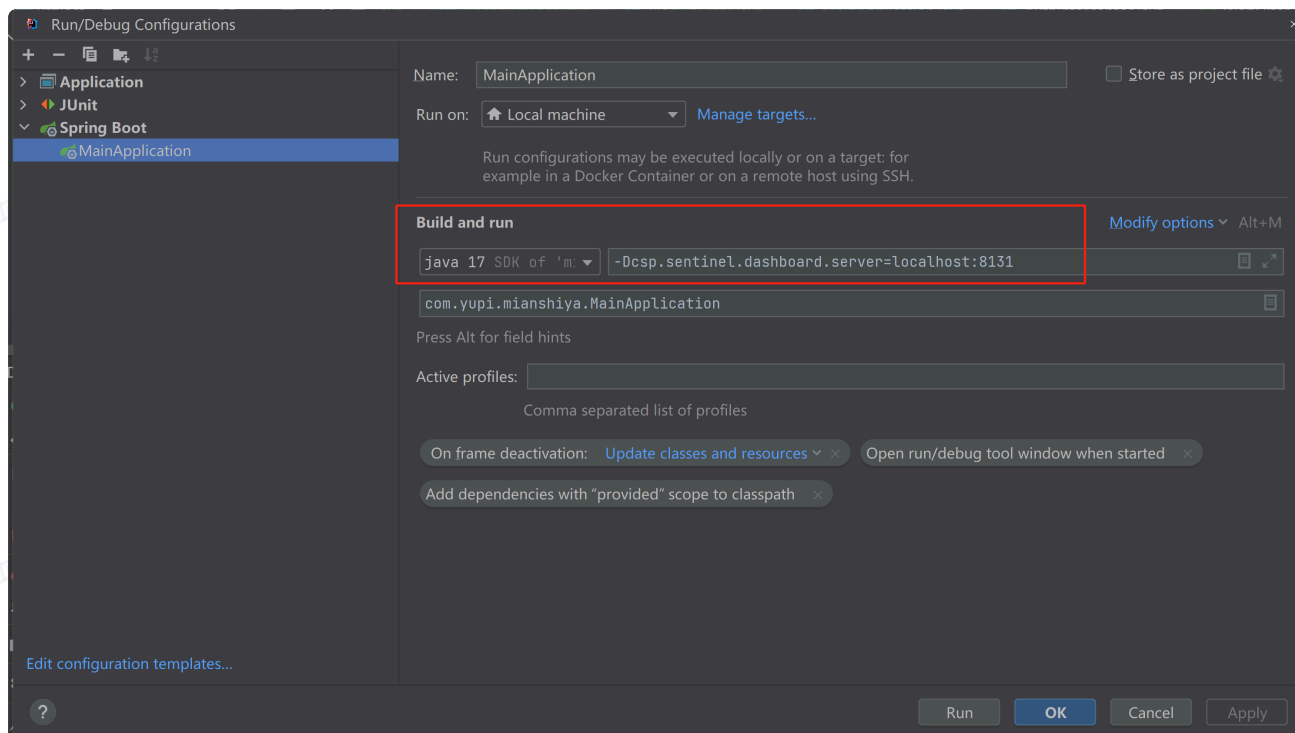 Run/Debug Configurations
Application
JUnit
Spring Boot
MainApplication
Name: MainApplication Store as project file
Run on: Local machine Manage targets...
Run configurations may be executed locally or on a target: for
example in a Docker Container or on a remote host using SSH.
Build and run Modify options Alt+M
java 17 SDK of 'm: -Dcsp.sentinel.dashboard.server=localhost:8131
com.yupi.mianshiya.MainApplication
Press Alt for field hints
Active profiles:
Comma separated list of profiles
On frame deactivation: Update classes and resources Open run/debug tool window when started
Add dependencies with “provided” scope to classpath
Edit configuration templates...
? Run OK Cancel Apply